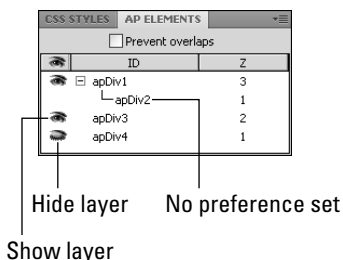 CSS STYLES AP ELEMENTS
Prevent overlaps
ID Z
apDiv1 3
apDiv2 1
apDiv3 2
apDiv4 1
Hide layer No preference set
Show layer